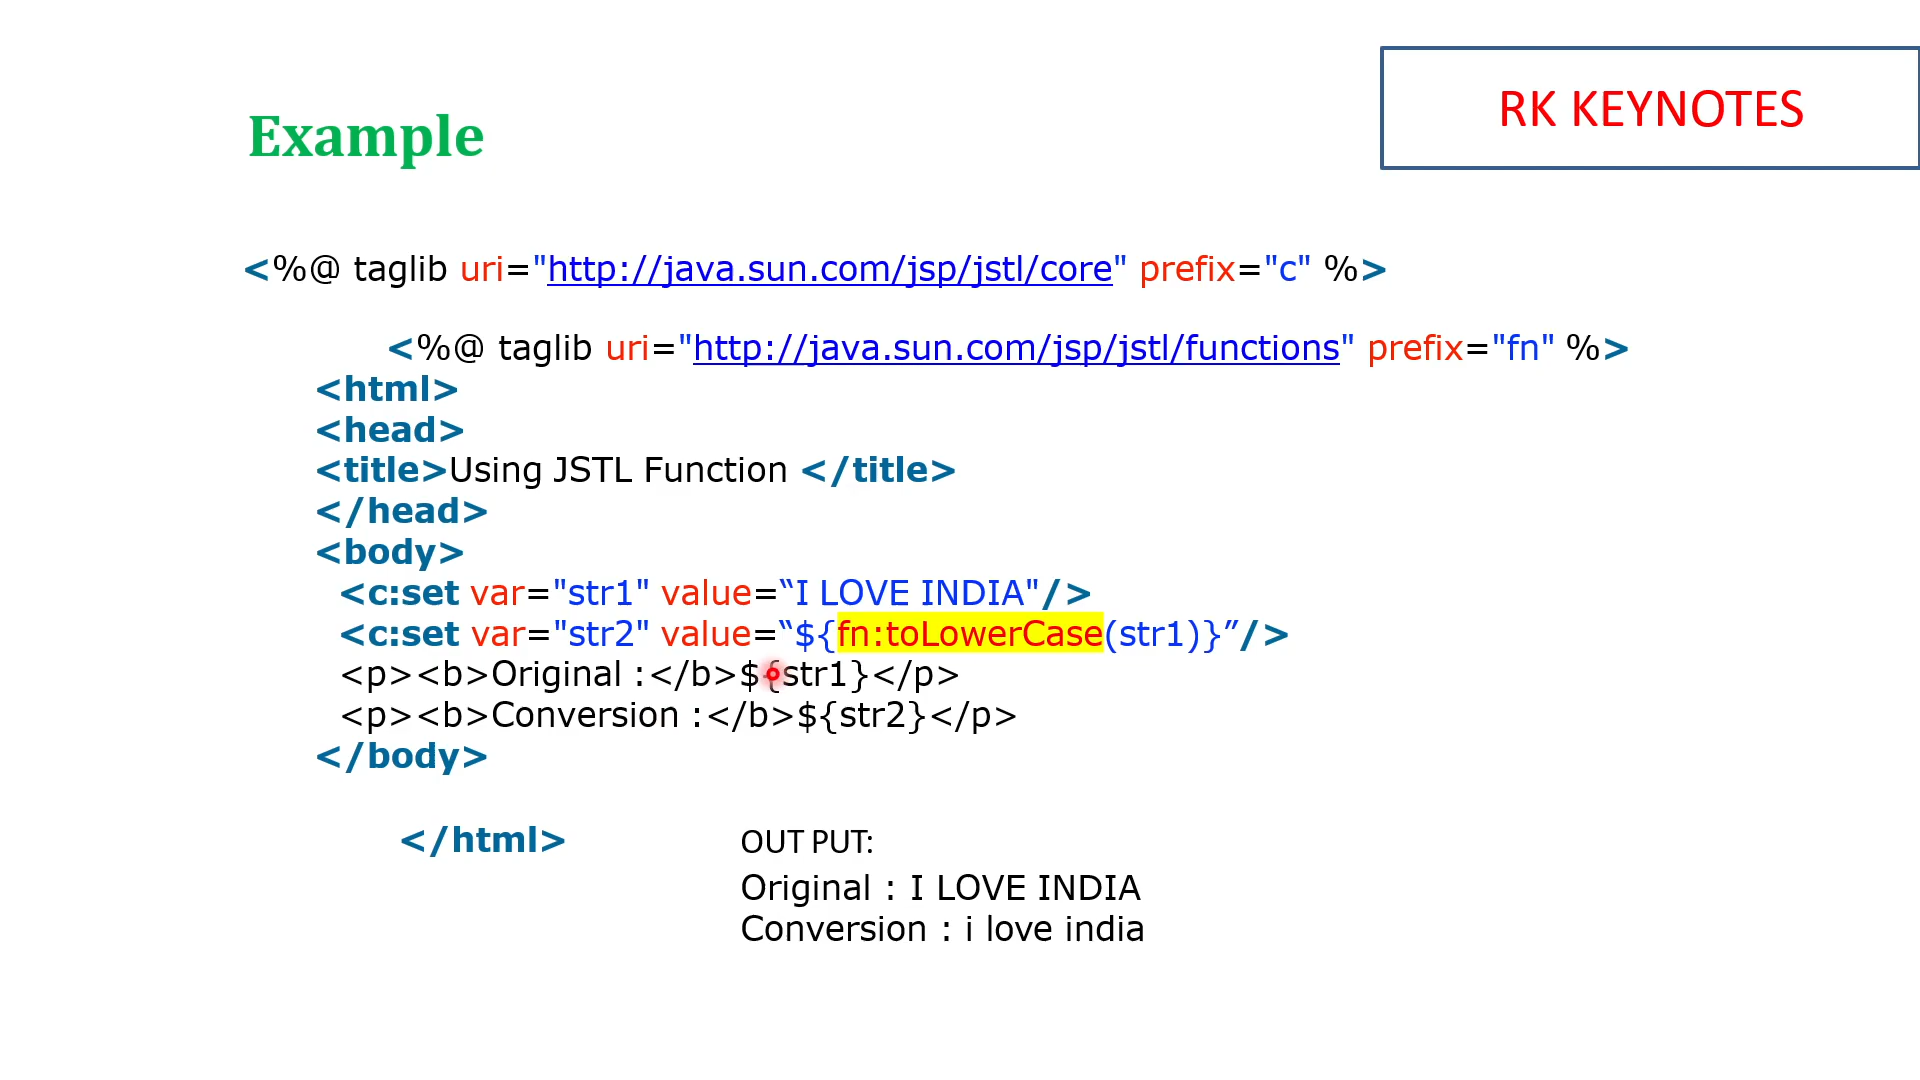 RK KEYNOTES
Example
<%@ taglib uri="http://java.sun.com/jsp/jstl/core" prefix="c" %>
<%@ taglib uri="http://java.sun.com/jsp/jstl/functions" prefix="fn" %>
<html>
<head>
<title>Using JSTL Function </title>
</head>
<body>
<c:set var="str1" value=“I LOVE INDIA"/>
<c:set var="str2" value=“${fn:toLowerCase(str1)}”/>
<p><b>Original :</b>${str1}</p>
<p><b>Conversion :</b>${str2}</p>
</body>
</html>
OUT PUT:
Original : I LOVE INDIA
Conversion : i love india